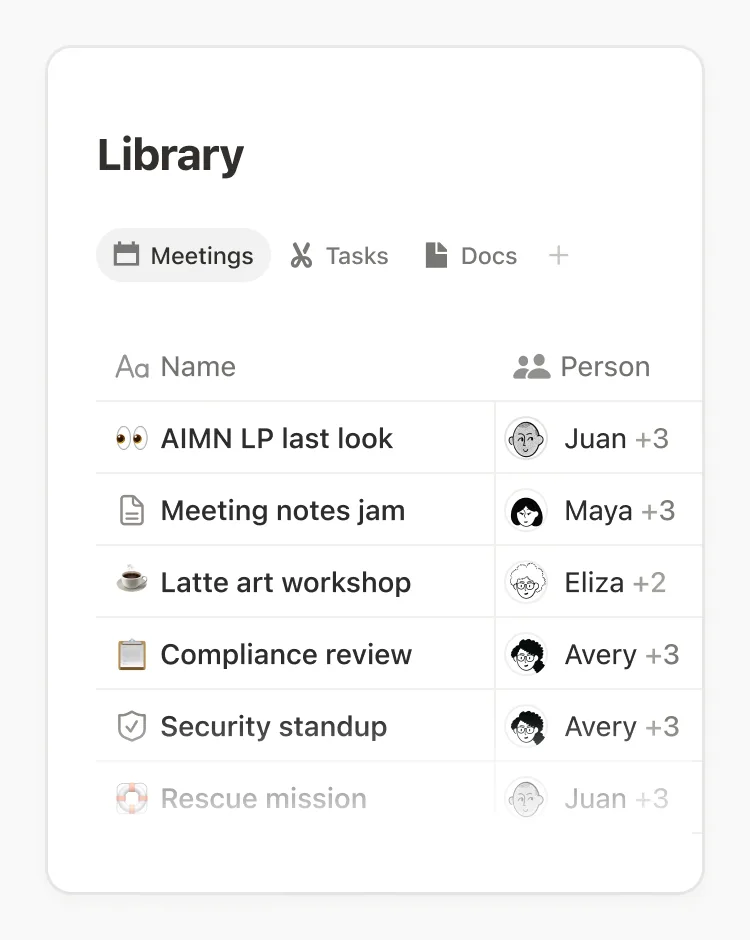 Library
Meetings Tasks Docs +
Aa Name Person
AIMN LP last look Juan +3
Meeting notes jam Maya +3
Latte art workshop Eliza +2
Compliance review Avery +3
Security standup Avery +3
Rescue mission Juan +3